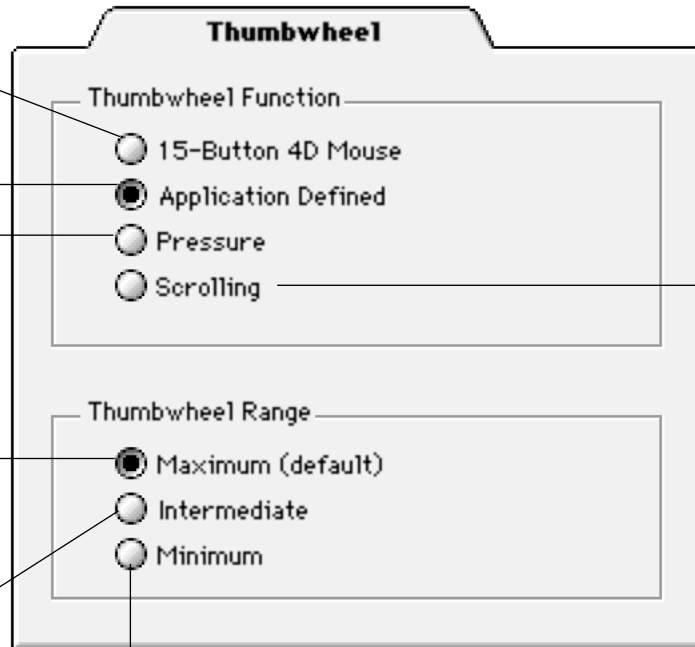 Thumbwheel
Thumbwheel Function
15-Button 4D Mouse
Application Defined
Pressure
Scrolling
Thumbwheel Range
Maximum (default)
Intermediate
Minimum